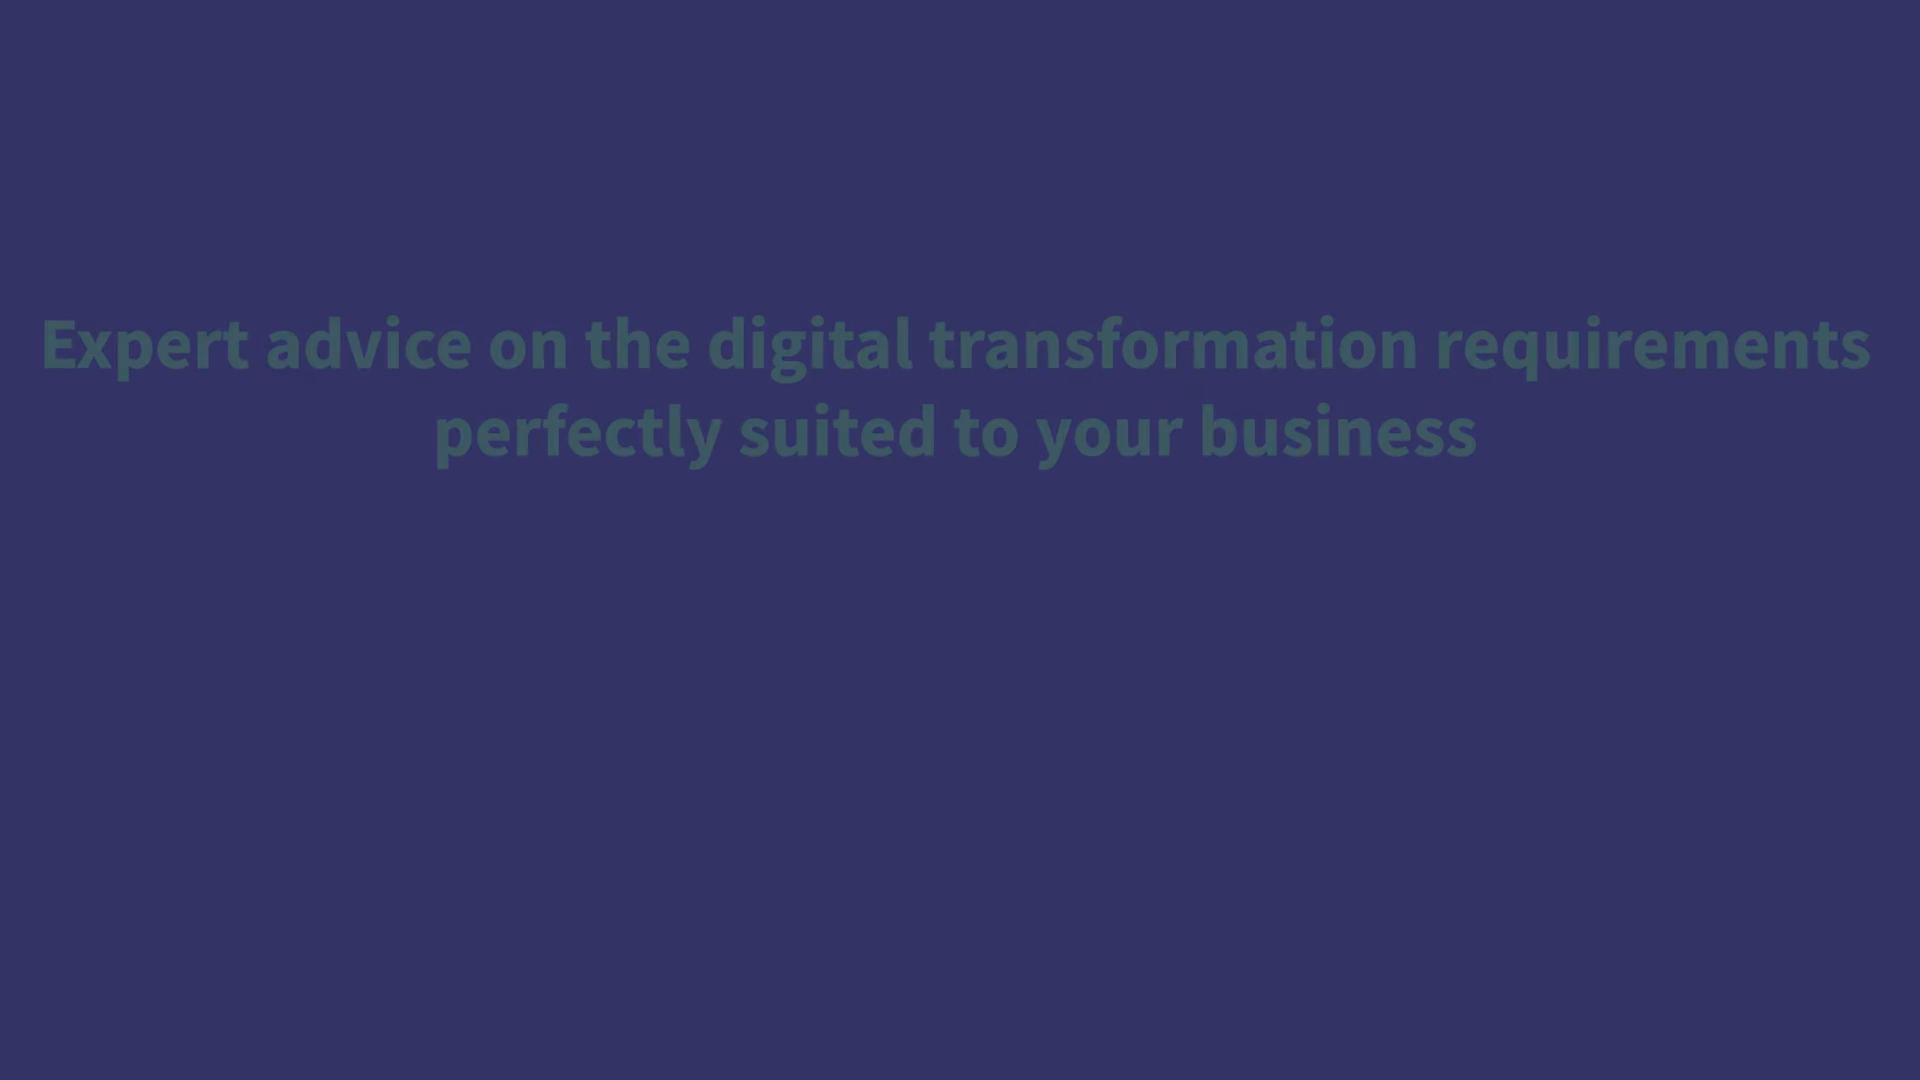 Expert advice on the digital transformation requirements
perfectly suited to your business